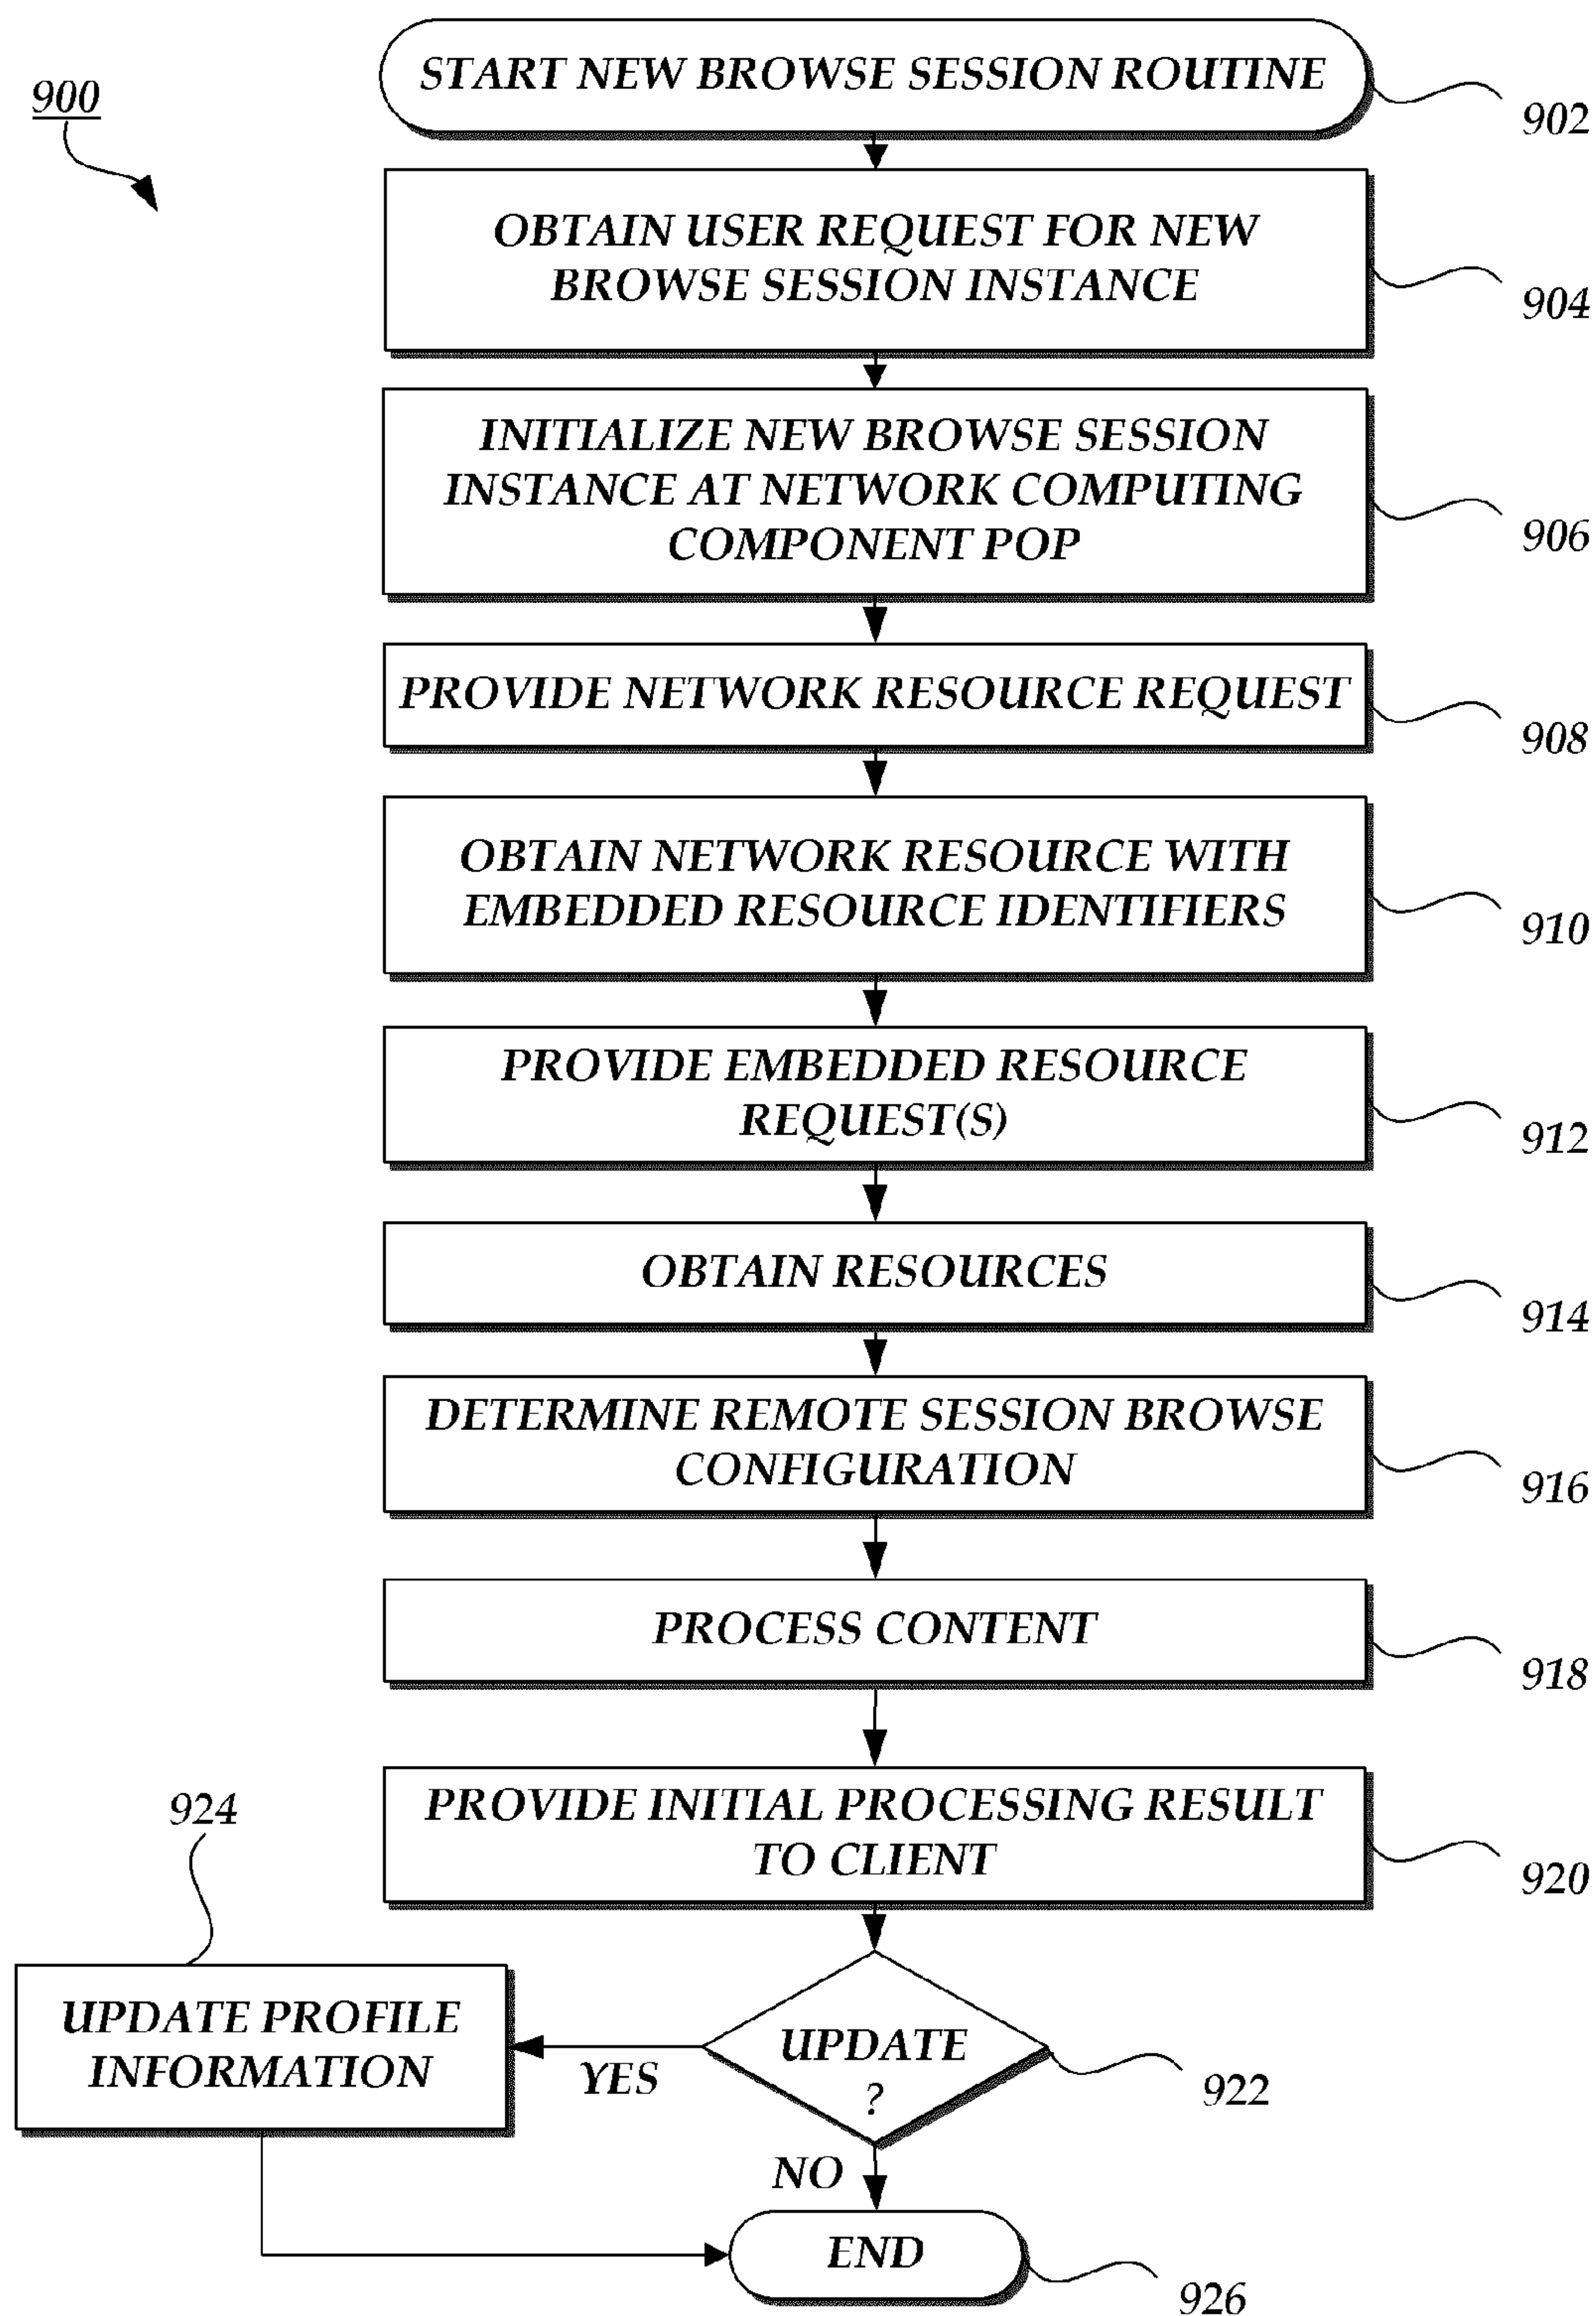 900
START NEW BROWSE SESSION ROUTINE
902
OBTAIN USER REQUEST FOR NEW
BROWSE SESSION INSTANCE
904
INITIALIZE NEW BROWSE SESSION
INSTANCE AT NETWORK COMPUTING
COMPONENT POP
906
PROVIDE NETWORK RESOURCE REQUEST
908
OBTAIN NETWORK RESOURCE WITH
EMBEDDED RESOURCE IDENTIFIERS
910
PROVIDE EMBEDDED RESOURCE
REQUEST(S)
912
OBTAIN RESOURCES
914
DETERMINE REMOTE SESSION BROWSE
CONFIGURATION
916
PROCESS CONTENT
918
PROVIDE INITIAL PROCESSING RESULT
TO CLIENT
920
924
UPDATE PROFILE
INFORMATION
YES
UPDATE
?
922
NO
END
926